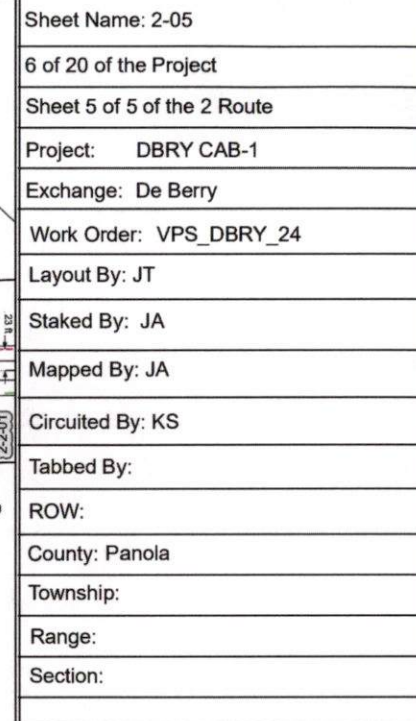 Sheet Name: 2-05
6 of 20 of the Project
Sheet 5 of 5 of the 2 Route
Project: DBRY CAB-1
Exchange: De Berry
Work Order: VPS_DBRY_24
Layout By: JT
Staked By: JA
23 ft.
Mapped By: JA
Circuited By: KS
Tabbed By:
ROW:
County: Panola
Township:
Range:
Section: